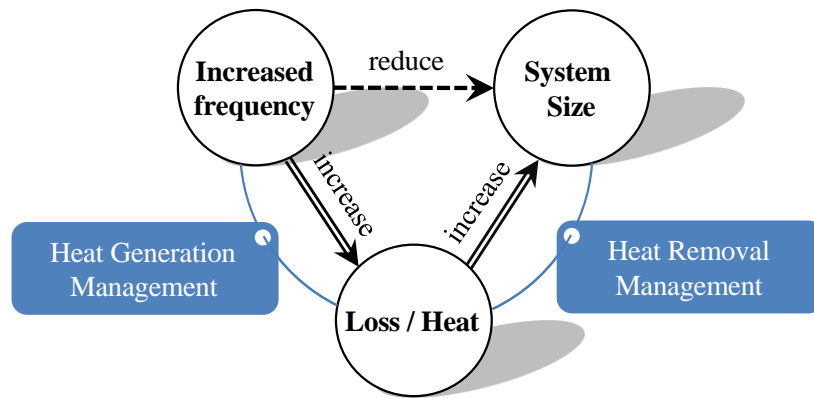 Increased
frequency
reduce
System
Size
increase
increase
Heat Generation
Management
Heat Removal
Management
Loss / Heat